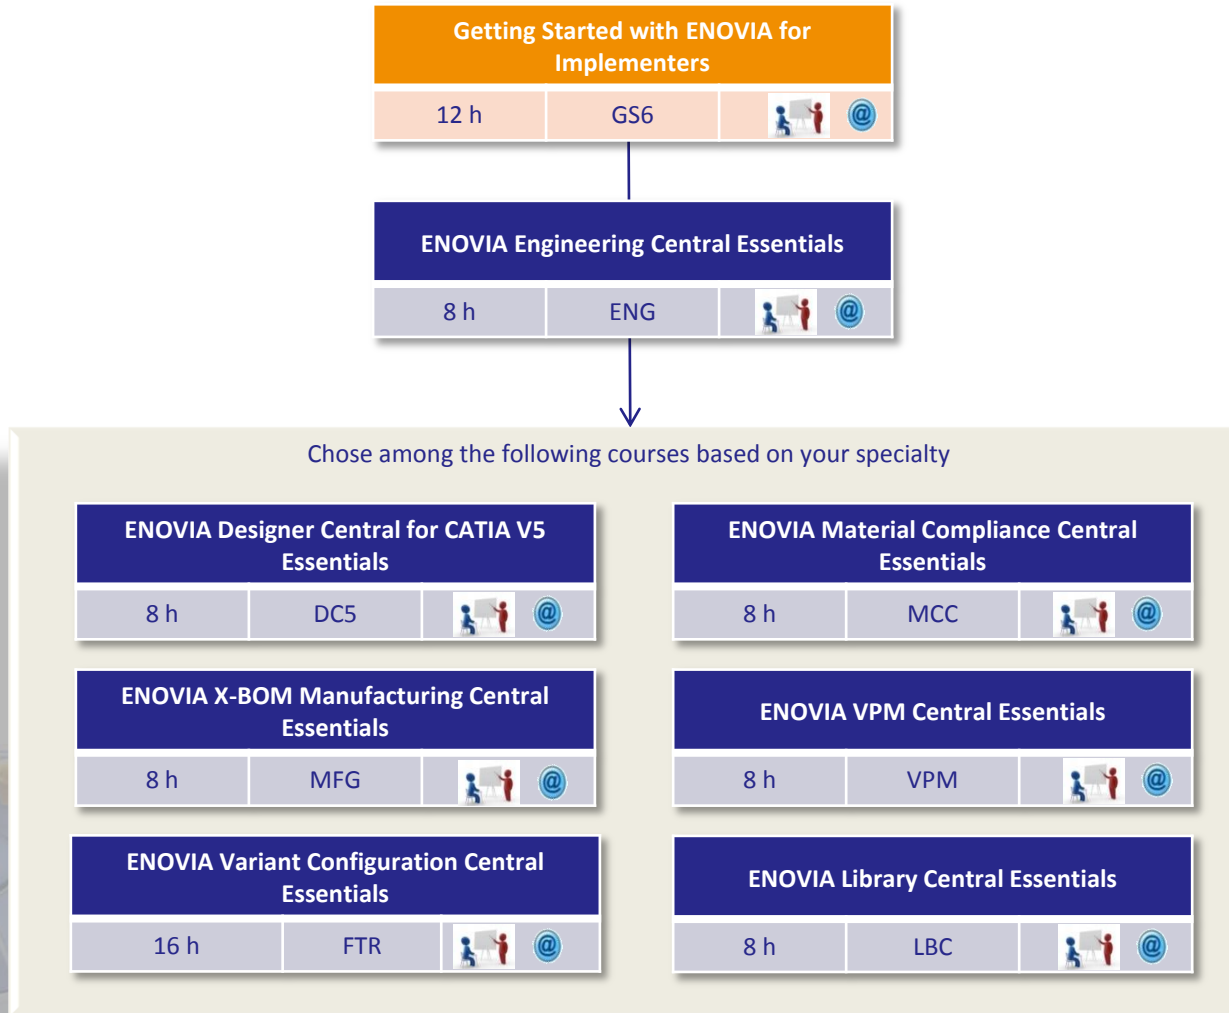 Getting Started with ENOVIA for
Implementers
12 h GS6 @
ENOVIA Engineering Central Essentials
8 h ENG @
Chose among the following courses based on your specialty
ENOVIA Designer Central for CATIA V5
Essentials
8 h DC5 @
ENOVIA Material Compliance Central
Essentials
8 h MCC @
ENOVIA X-BOM Manufacturing Central
Essentials
8 h MFG @
ENOVIA VPM Central Essentials
8 h VPM @
ENOVIA Variant Configuration Central
Essentials
16 h FTR @
ENOVIA Library Central Essentials
8 h LBC @